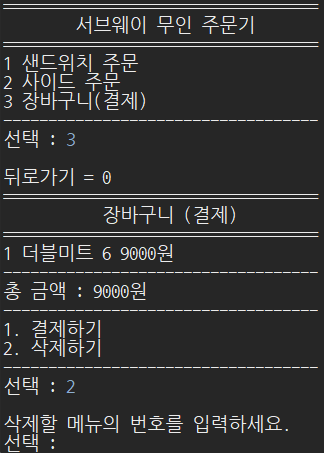 ==================================
서브웨이 무인 주문기
==================================
1 샌드위치 주문
2 사이드 주문
3 장바구니(결제)
----------------------------------
선택 : 3
뒤로가기 = 0
==================================
장바구니 (결제)
==================================
1 더블미트 6 9000원
----------------------------------
총 금액 : 9000원
----------------------------------
1. 결제하기
2. 삭제하기
----------------------------------
선택 : 2
삭제할 메뉴의 번호를 입력하세요.
선택 :